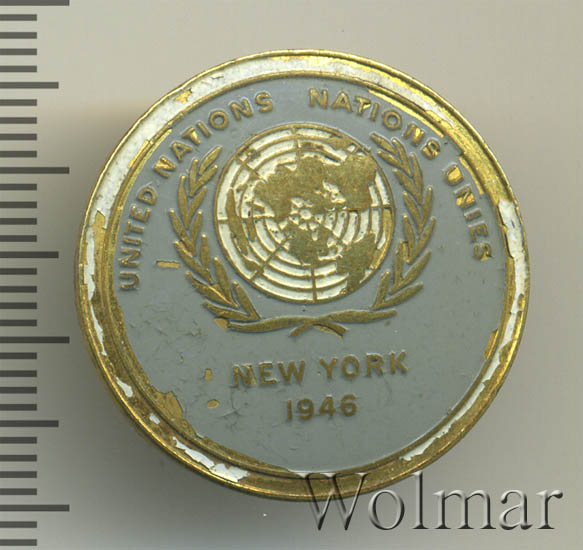 UNITED NATIONS NATIONS UNIES
NEW YORK
1946
Wolmar